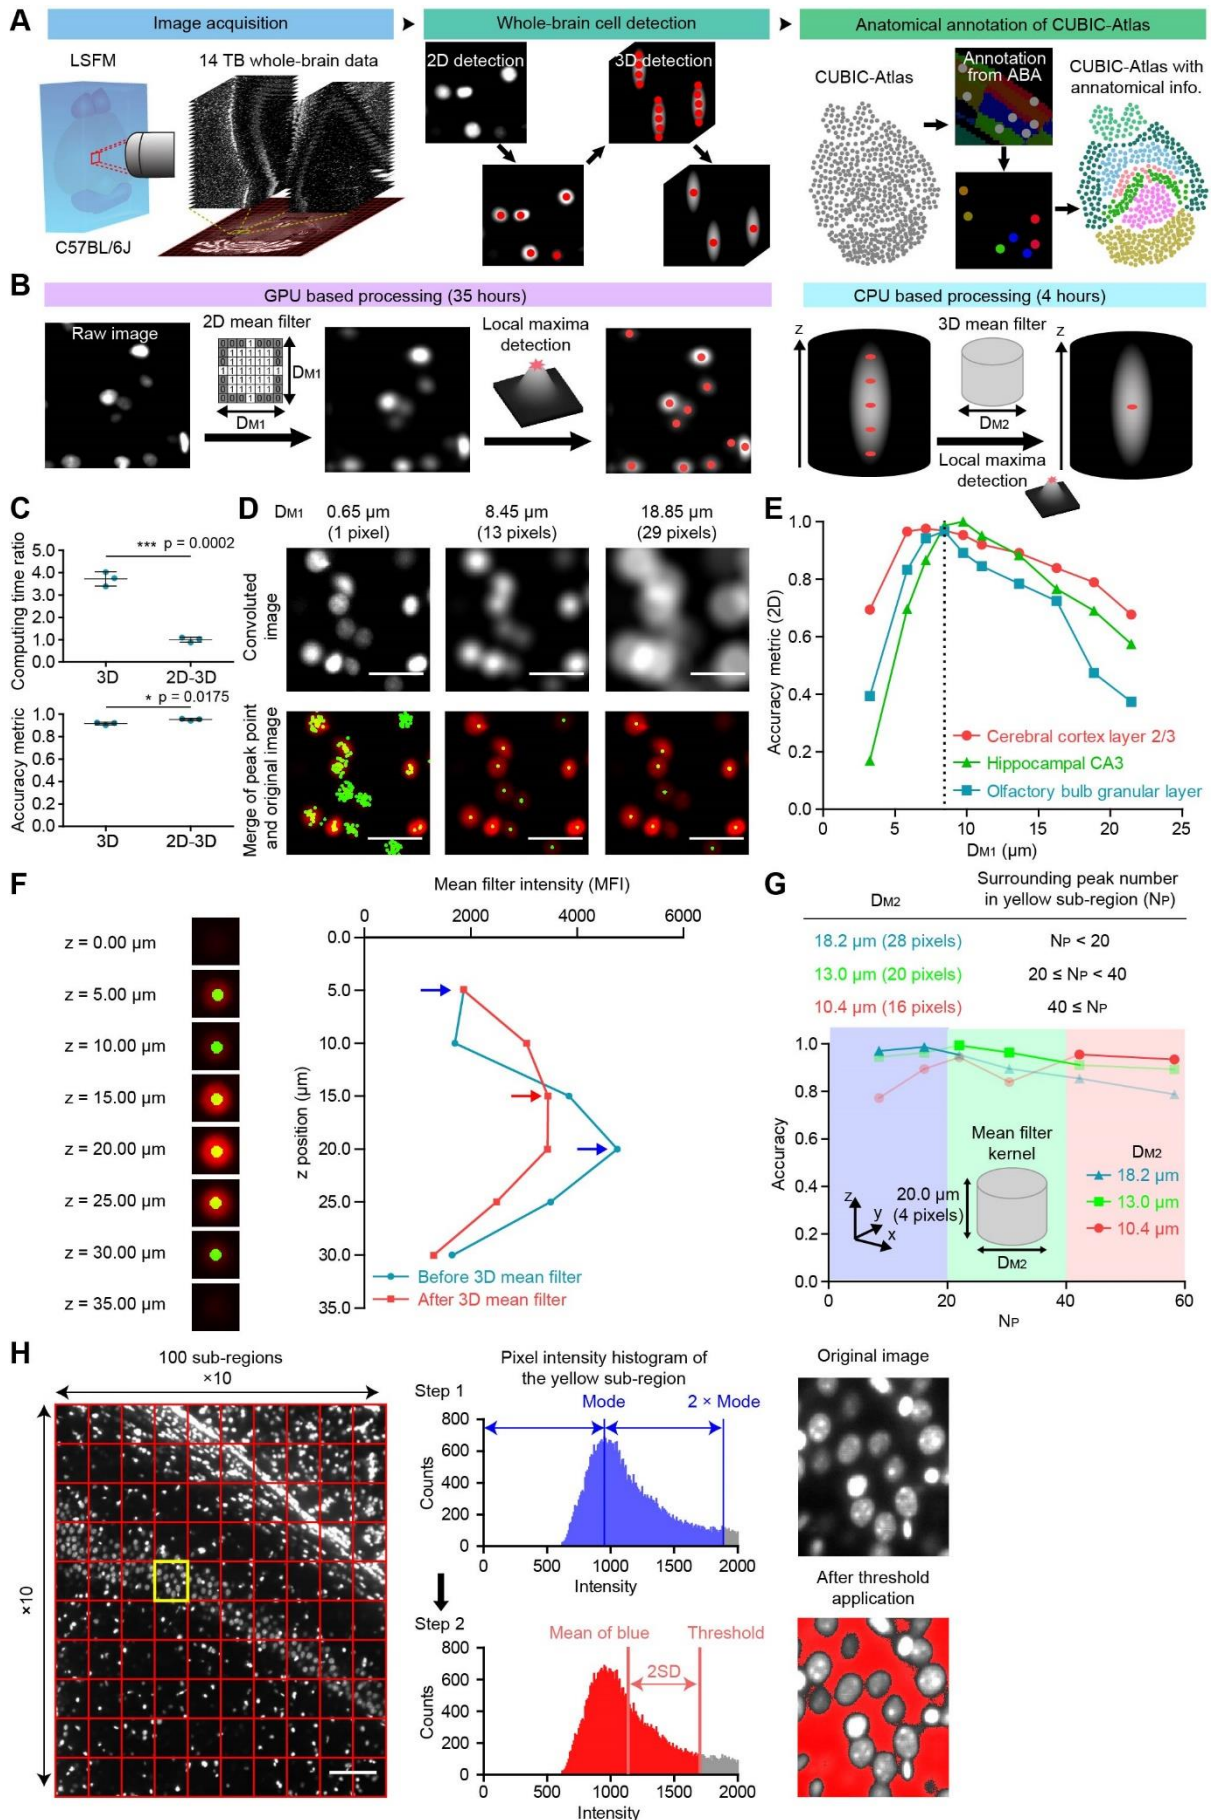 A
Image acquisition
Whole-brain cell detection
Anatomical annotation of CUBIC-Atlas
LSFM
14 TB whole-brain data
C57BL/6J
2D detection
3D detection
CUBIC-Atlas
Annotation
from ABA
CUBIC-Atlas with
annatomical info.
B
GPU based processing (35 hours)
CPU based processing (4 hours)
Raw image
2D mean filter
DM1
DM1
Local maxima
detection
z
3D mean filter
DM2
Local maxima
detection
z
C
Computing time ratio
5.0
4.0
3.0
2.0
1.0
0.0
*** p = 0.0002
3D
2D-3D
Accuracy metric
1.0
0.8
0.6
0.4
0.2
0.0
* p = 0.0175
3D
2D-3D
D
DM1
0.65 µm
(1 pixel)
8.45 µm
(13 pixels)
18.85 µm
(29 pixels)
Convoluted
image
Merge of peak point
and original image
E
Accuracy metric (2D)
1.0
0.8
0.6
0.4
0.2
0.0
Cerebral cortex layer 2/3
Hippocampal CA3
Olfactory bulb granular layer
0
5
10
15
20
25
DM1 (µm)
F
z = 0.00 µm
z = 5.00 µm
z = 10.00 µm
z = 15.00 µm
z = 20.00 µm
z = 25.00 µm
z = 30.00 µm
z = 35.00 µm
Mean filter intensity (MFI)
0
2000
4000
6000
z position (µm)
0.0
5.0
10.0
15.0
20.0
25.0
30.0
35.0
Before 3D mean filter
After 3D mean filter
G
DM2
Surrounding peak number
in yellow sub-region (NP)
18.2 µm (28 pixels)
NP < 20
13.0 µm (20 pixels)
20 ≤ NP < 40
10.4 µm (16 pixels)
40 ≤ NP
Accuracy
1.0
0.8
0.6
0.4
0.2
0.0
Mean filter
kernel
20.0 µm
(4 pixels)
z
y
x
DM2
DM2
18.2 µm
13.0 µm
10.4 µm
0
20
40
60
NP
H
100 sub-regions
×10
×10
Pixel intensity histogram of
the yellow sub-region
Step 1
Mode
2 × Mode
Counts
800
600
400
200
0
0
500
1000
1500
2000
Intensity
Step 2
Mean of blue
Threshold
2SD
Counts
800
600
400
200
0
0
500
1000
1500
2000
Intensity
Original image
After threshold
application